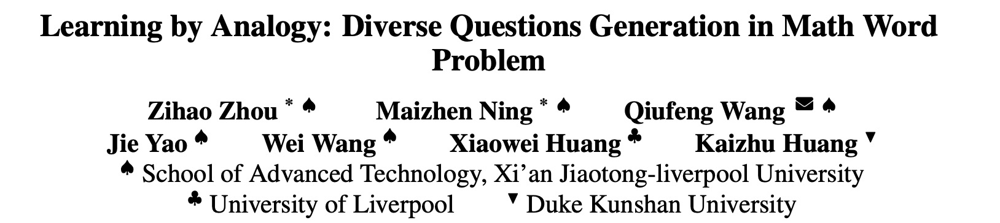 Learning by Analogy: Diverse Questions Generation in Math Word
Problem
Zihao Zhou * ♠ Maizhen Ning * ♠ Qiufeng Wang ✉ ♠
Jie Yao ♠ Wei Wang ♠ Xiaowei Huang ♣ Kaizhu Huang ▼
♠ School of Advanced Technology, Xi’an Jiaotong-liverpool University
♣ University of Liverpool ▼ Duke Kunshan University